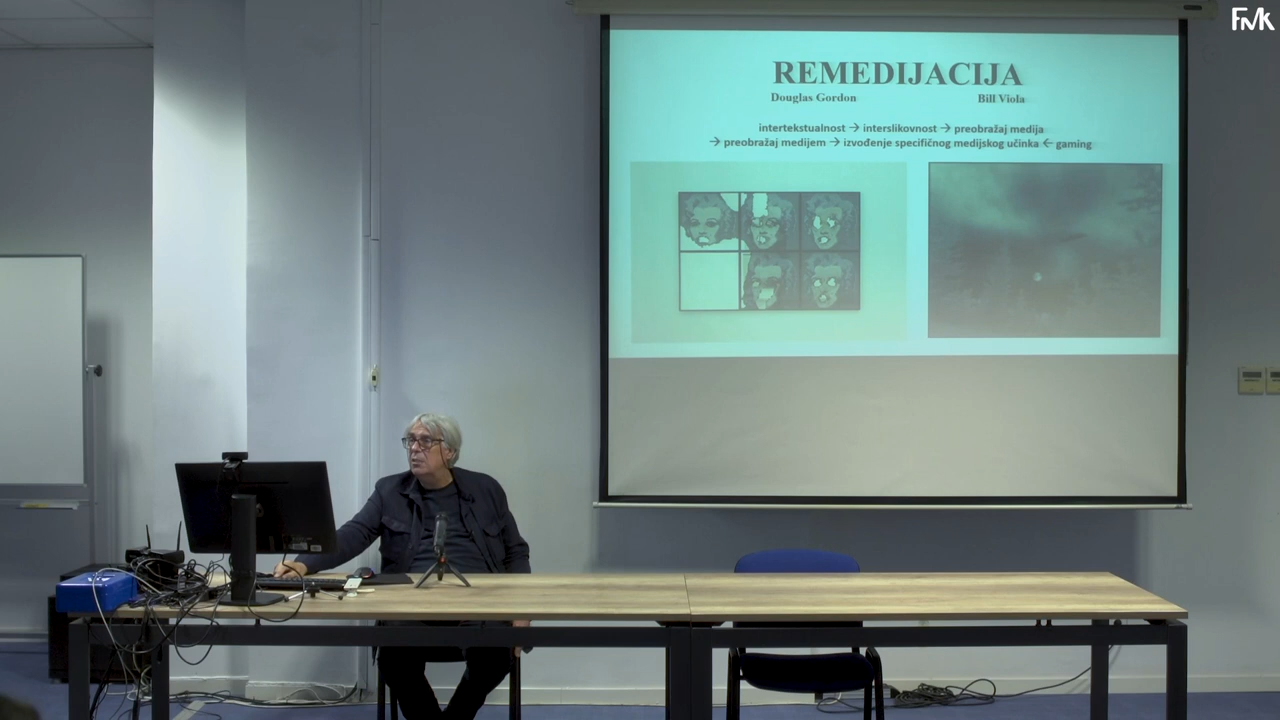 FMK
REMEDIJACIJA
Douglas Gordon Bill Viola
intertekstualnost → interslikovnost → preobražaj medija
→ preobražaj medijem → izvođenje specifičnog medijskog učinka ← gaming